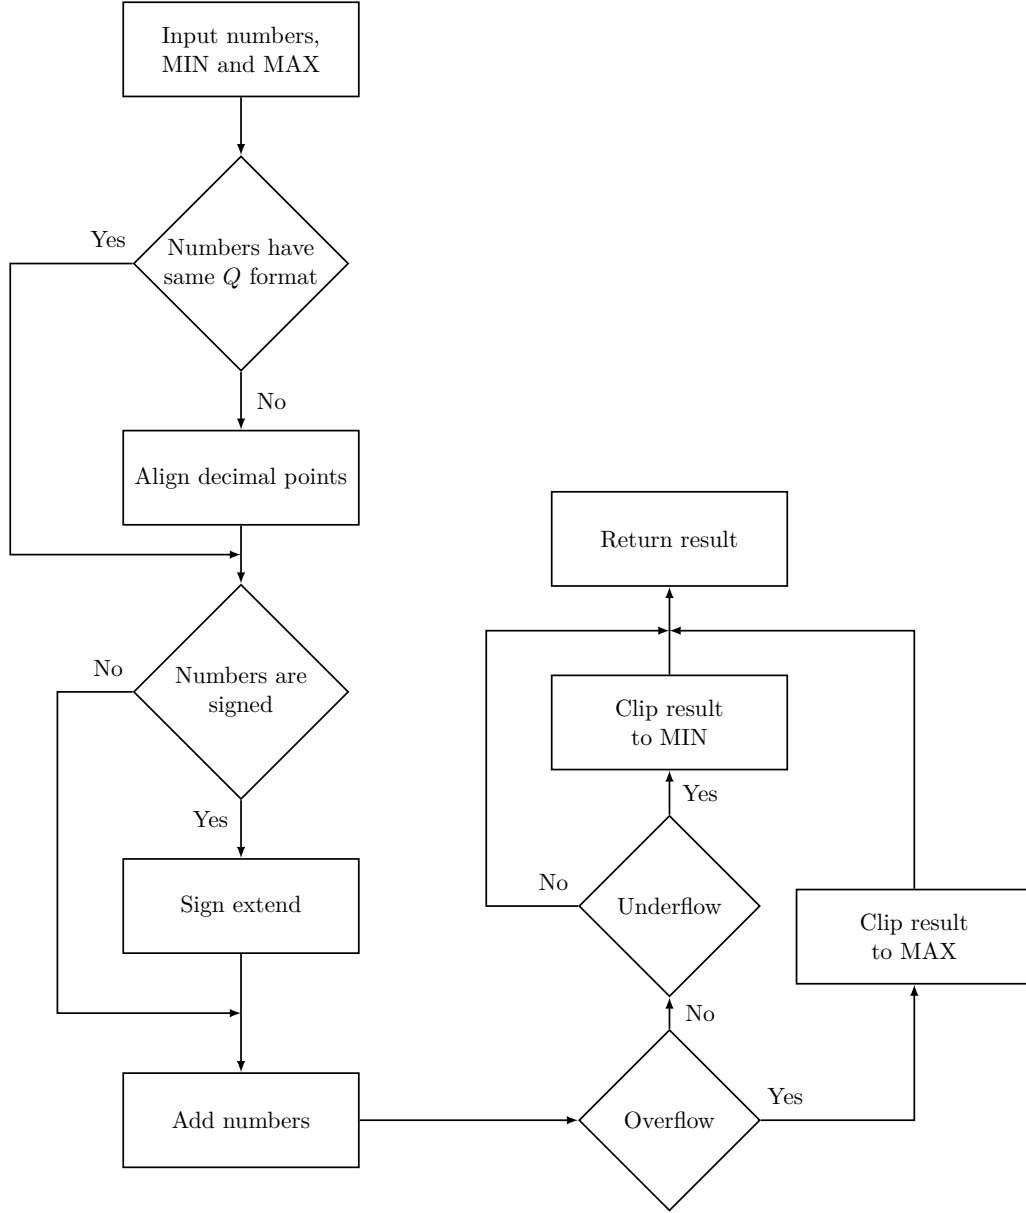 Input numbers,
MIN and MAX
Yes
Numbers have
same Q format
No
Align decimal points
No
Numbers are
signed
Yes
Sign extend
Add numbers
Return result
Clip result
to MIN
Yes
No
Underflow
Clip result
to MAX
No
Yes
Overflow